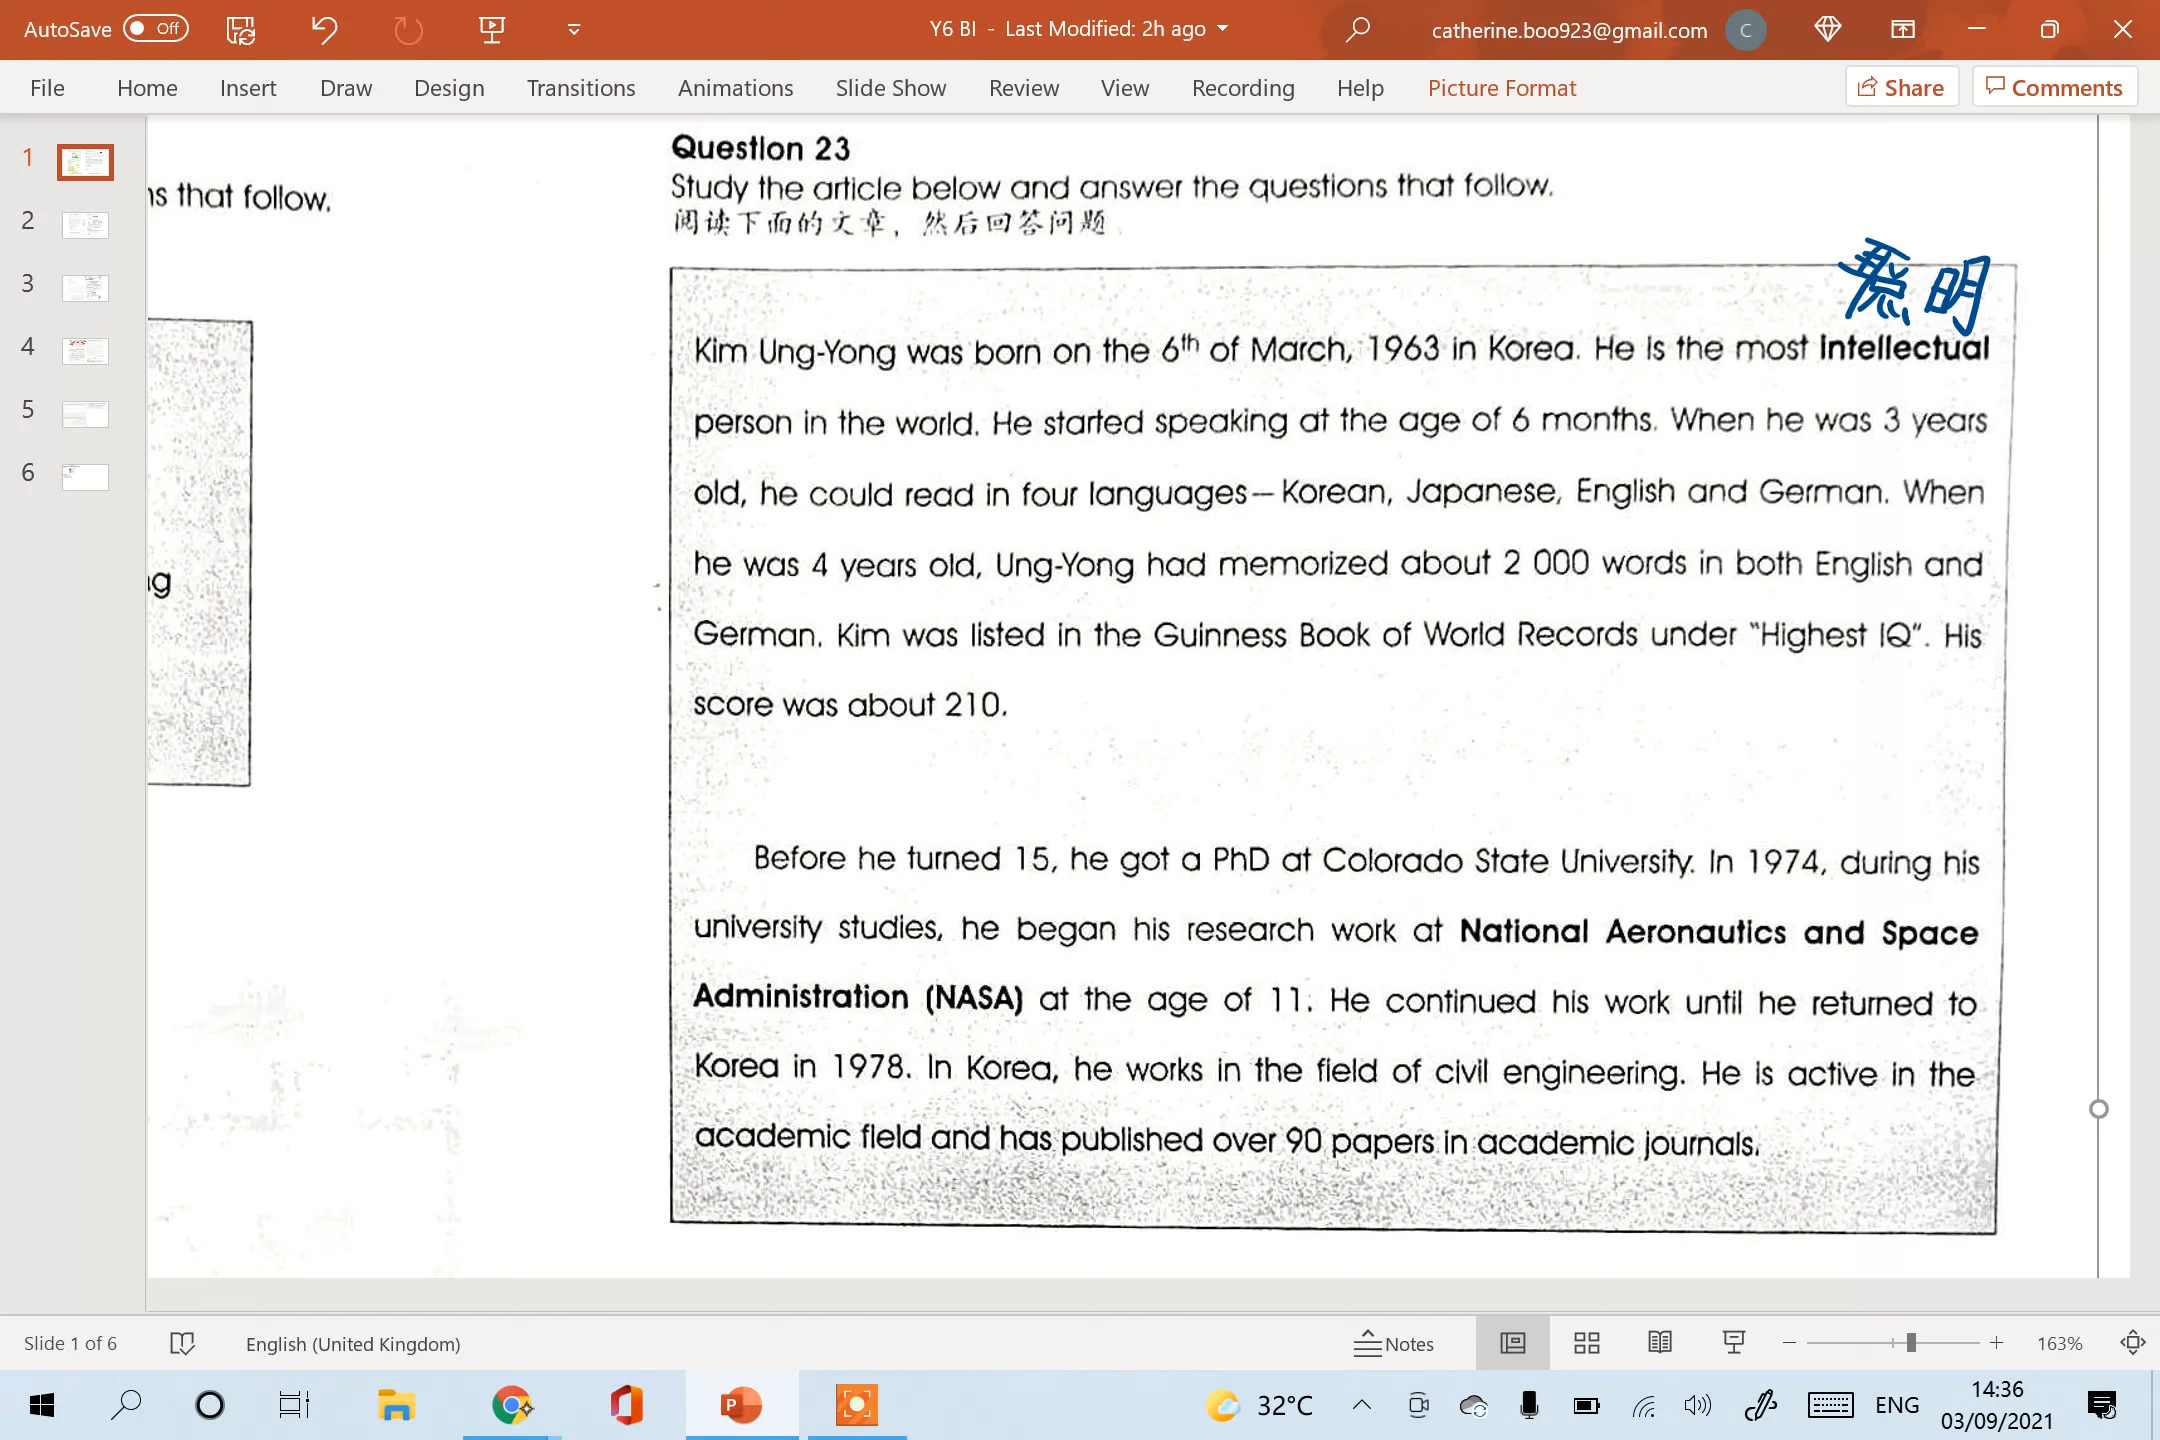 AutoSave Off Y6 BI - Last Modified: 2h ago catherine.boo923@gmail.com C
File Home Insert Draw Design Transitions Animations Slide Show Review View Recording Help Picture Format Share Comments
1
2
3
4
5
6
ns that follow.
ng
Question 23
Study the article below and answer the questions that follow.
阅读下面的文章，然后回答问题
聪明
Kim Ung-Yong was born on the 6th of March, 1963 in Korea. He is the most intellectual
person in the world. He started speaking at the age of 6 months. When he was 3 years
old, he could read in four languages— Korean, Japanese, English and German. When
he was 4 years old, Ung-Yong had memorized about 2 000 words in both English and
German. Kim was listed in the Guinness Book of World Records under "Highest IQ". His
score was about 210.
Before he turned 15, he got a PhD at Colorado State University. In 1974, during his
university studies, he began his research work at National Aeronautics and Space
Administration (NASA) at the age of 11. He continued his work until he returned to
Korea in 1978. In Korea, he works in the field of civil engineering. He is active in the
academic field and has published over 90 papers in academic journals.
Slide 1 of 6 English (United Kingdom) Notes 163%
32°C ENG 14:36
03/09/2021